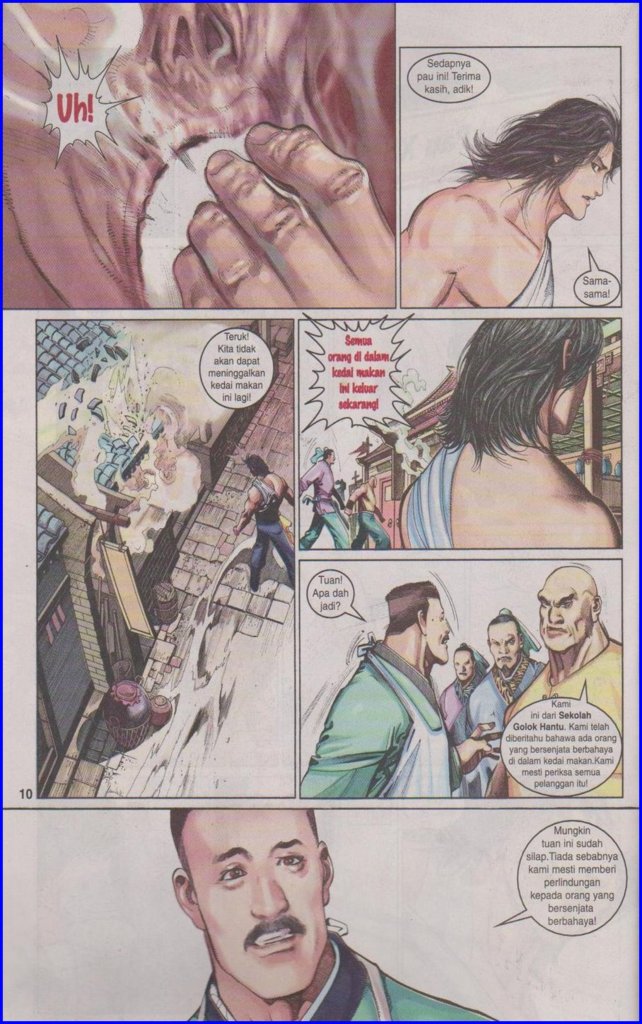 Uh!
Sedapnya
pau ini! Terima
kasih, adik!
Sama-
sama!
Teruk!
Kita tidak
akan dapat
meninggalkan
kedai makan
ini lagi!
Semua
orang di dalam
kedai makan
ini keluar
sekarang!
Tuan!
Apa dah
jadi?
Kami
ini dari Sekolah
Golok Hantu. Kami telah
diberitahu bahawa ada orang
yang bersenjata berbahaya
di dalam kedai makan.Kami
mesti periksa semua
pelanggan itu!
10
Mungkin
tuan ini sudah
silap.Tiada sebabnya
kami mesti memberi
perlindungan
kepada orang yang
bersenjata
berbahaya!